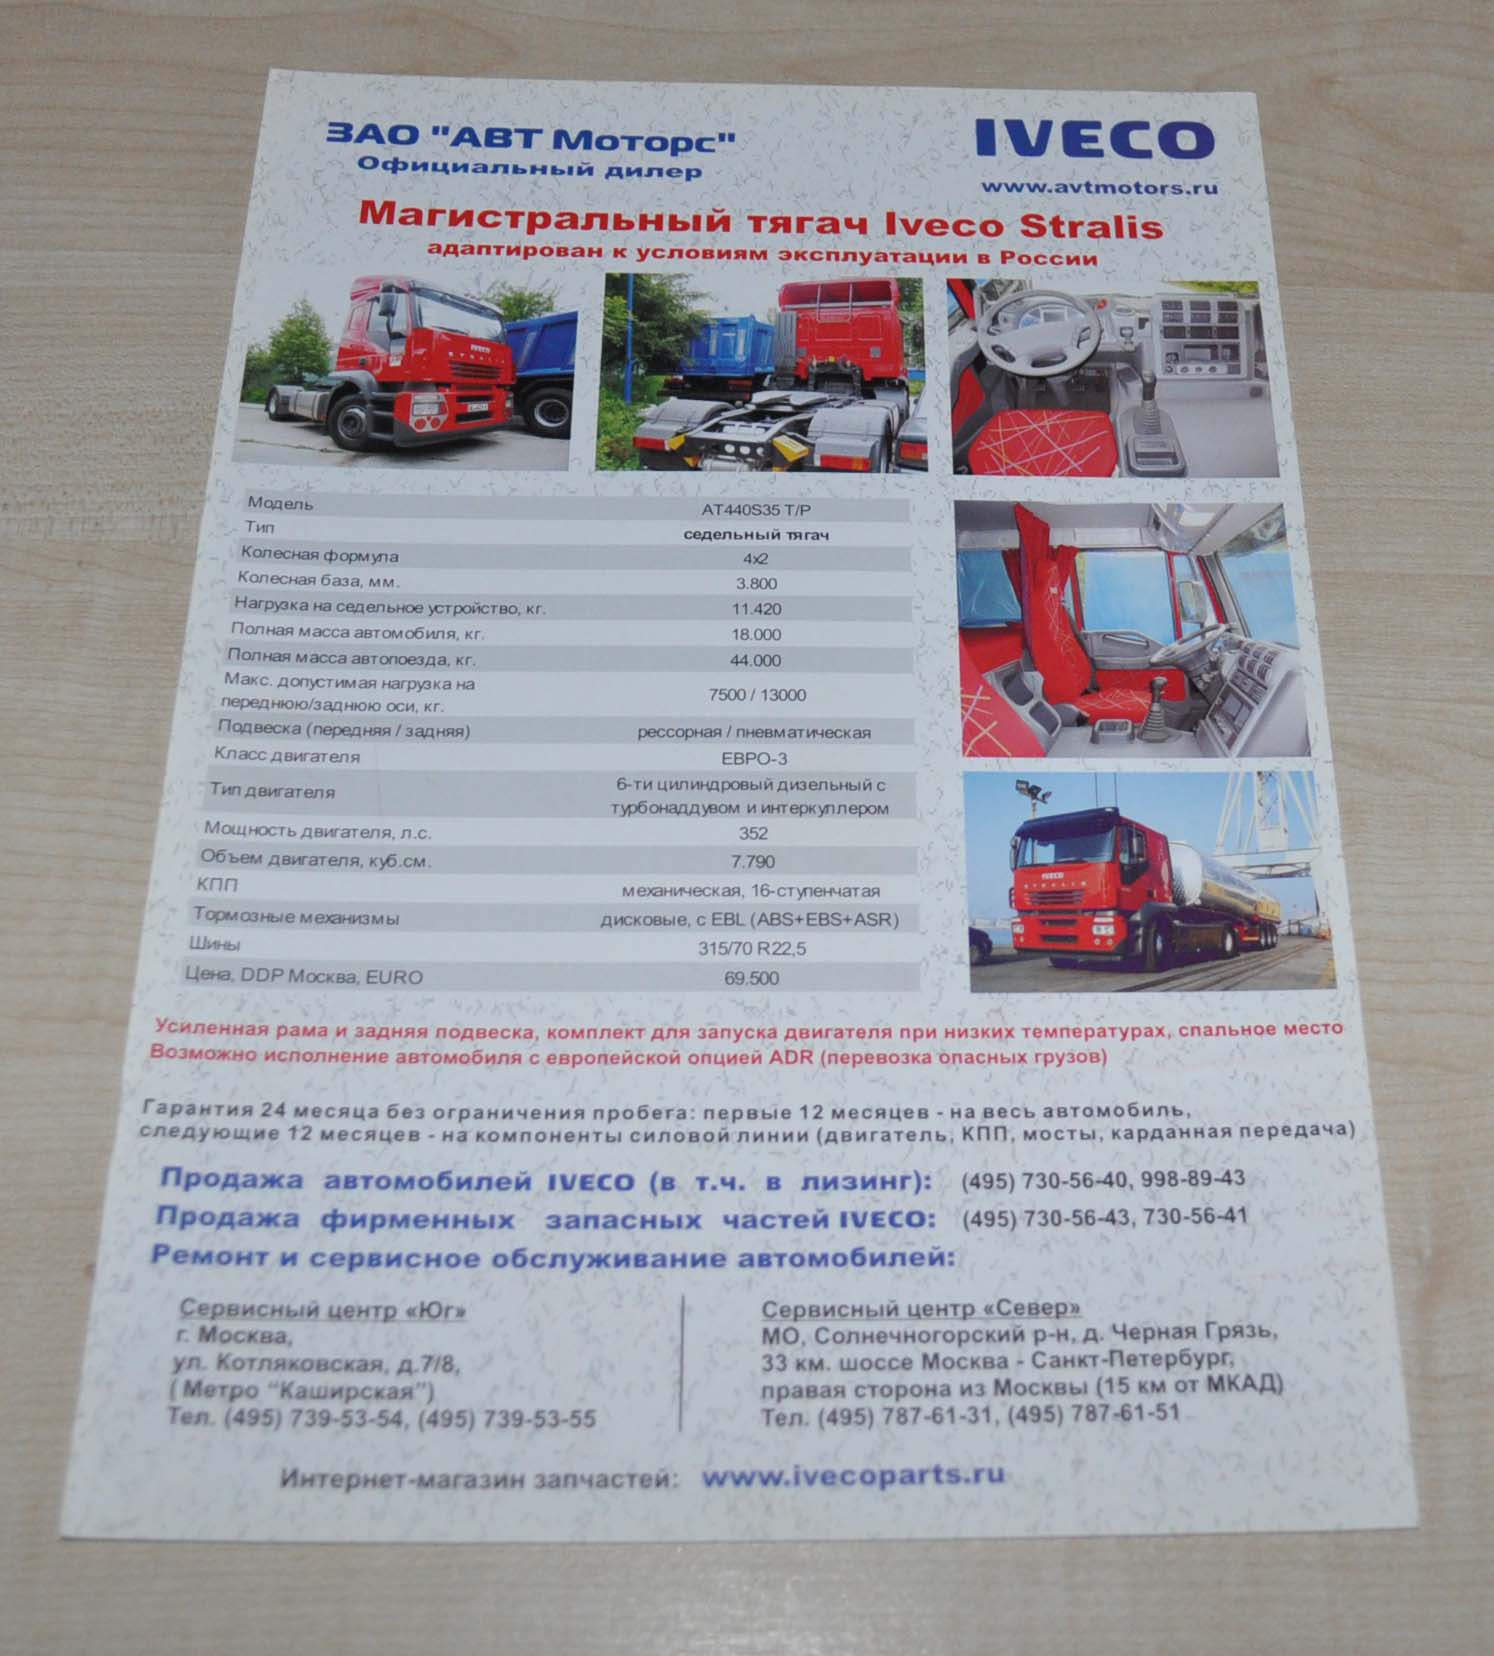 ЗАО "АВТ Моторс"
Официальный дилер
IVECO
www.avtmotors.ru
Магистральный тягач Iveco Stralis
адаптирован к условиям эксплуатации в России
IVECO
STRALIS
Модель AT440S35 T/P
Тип седельный тягач
Колесная формула 4x2
Колесная база, мм. 3.800
Нагрузка на седельное устройство, кг. 11.420
Полная масса автомобиля, кг. 18.000
Полная масса автопоезда, кг. 44.000
Макс. допустимая нагрузка на
переднюю/заднюю оси, кг. 7500 / 13000
Подвеска (передняя / задняя) рессорная / пневматическая
Класс двигателя ЕВРО-3
Тип двигателя 6-ти цилиндровый дизельный с
турбонаддувом и интеркуллером
Мощность двигателя, л.с. 352
Объем двигателя, куб.см. 7.790
КПП механическая, 16-ступенчатая
Тормозные механизмы дисковые, с EBL (ABS+EBS+ASR)
Шины 315/70 R22,5
Цена, DDP Москва, EURO 69.500
IVECO
STRALIS
Усиленная рама и задняя подвеска, комплект для запуска двигателя при низких температурах, спальное место
Возможно исполнение автомобиля с европейской опцией ADR (перевозка опасных грузов)
Гарантия 24 месяца без ограничения пробега: первые 12 месяцев - на весь автомобиль,
следующие 12 месяцев - на компоненты силовой линии (двигатель, КПП, мосты, карданная передача)
Продажа автомобилей IVECO (в т.ч. в лизинг): (495) 730-56-40, 998-89-43
Продажа фирменных запасных частей IVECO: (495) 730-56-43, 730-56-41
Ремонт и сервисное обслуживание автомобилей:
Сервисный центр «Юг»
г. Москва,
ул. Котляковская, д.7/8,
(Метро "Каширская")
Тел. (495) 739-53-54, (495) 739-53-55
Сервисный центр «Север»
МО, Солнечногорский р-н, д. Черная Грязь,
33 км. шоссе Москва - Санкт-Петербург,
правая сторона из Москвы (15 км от МКАД)
Тел. (495) 787-61-31, (495) 787-61-51
Интернет-магазин запчастей: www.ivecoparts.ru